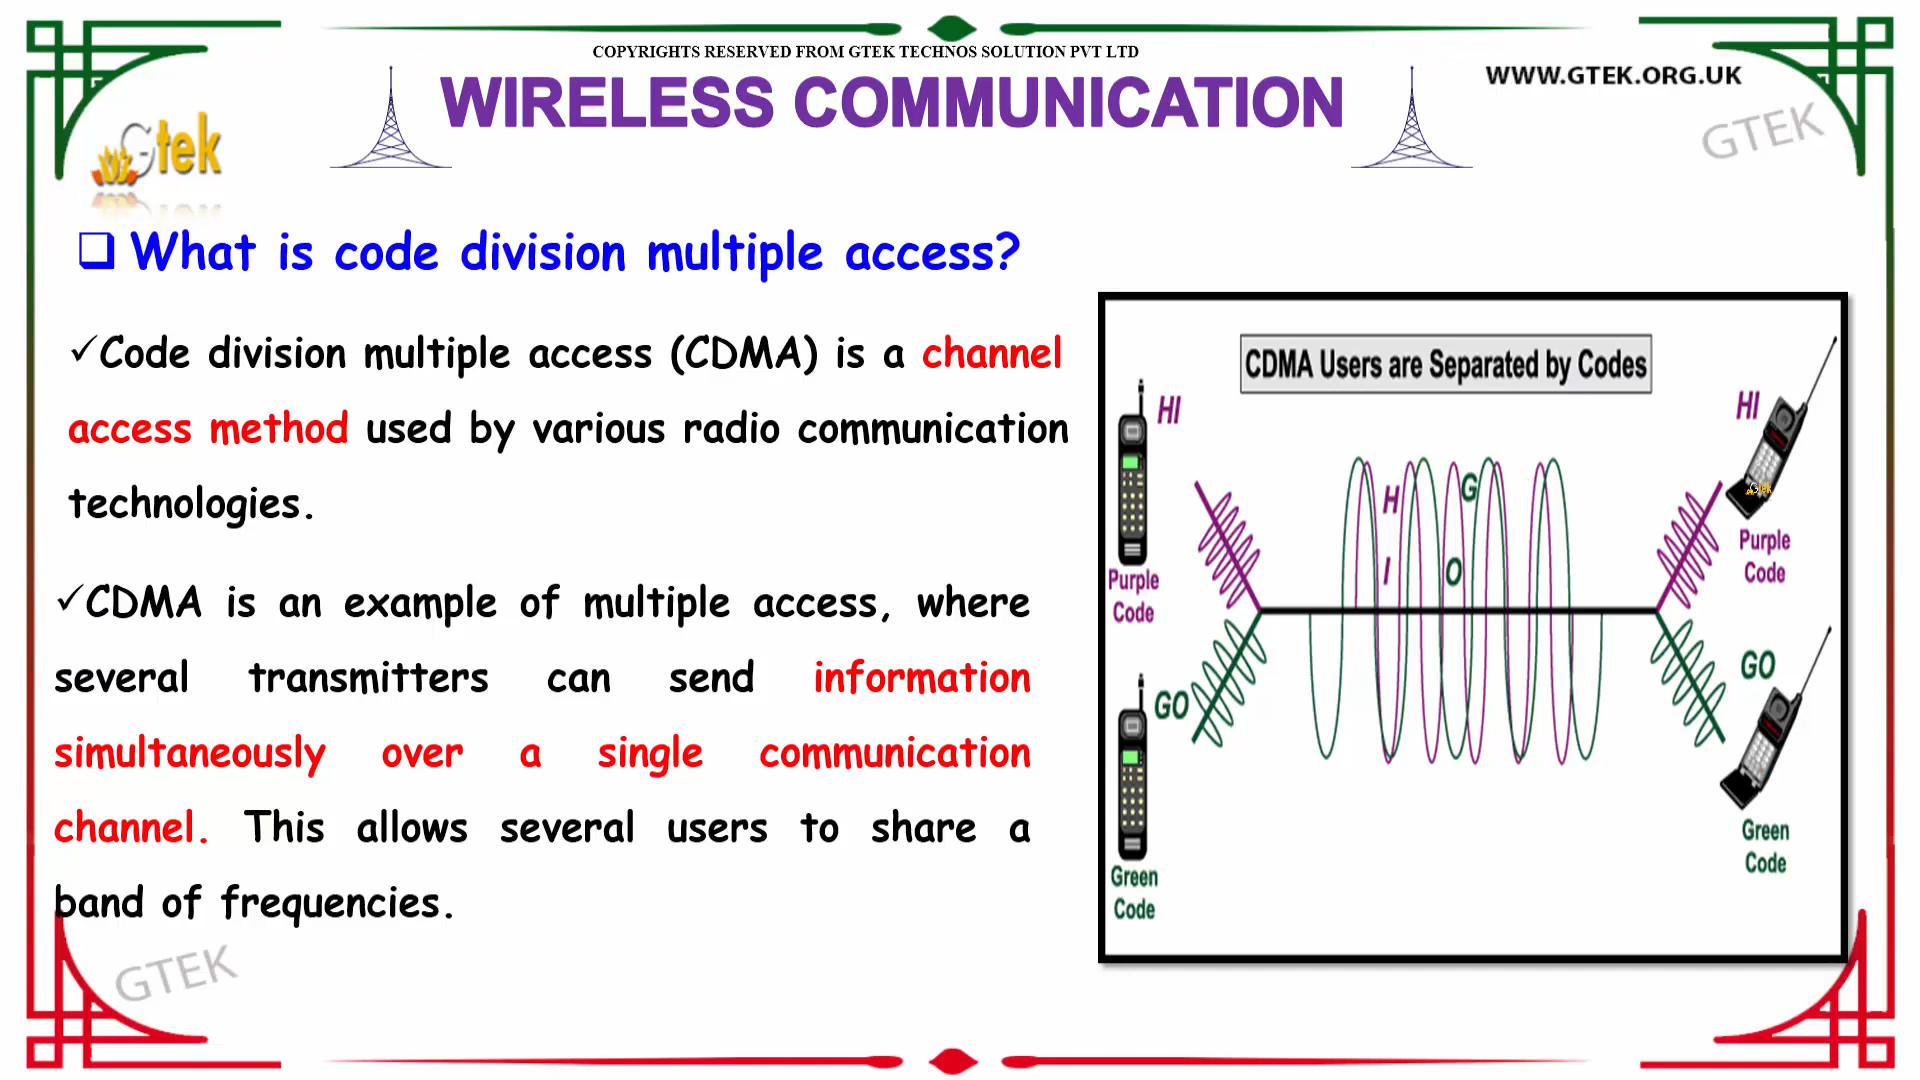 COPYRIGHTS RESERVED FROM GTEK TECHNOS SOLUTION PVT LTD
WIRELESS COMMUNICATION
WWW.GTEK.ORG.UK
GTEK
Gtek
What is code division multiple access?
✓Code division multiple access (CDMA) is a channel
access method used by various radio communication
technologies.
✓CDMA is an example of multiple access, where
several transmitters can send information
simultaneously over a single communication
channel. This allows several users to share a
band of frequencies.
GTEK
CDMA Users are Separated by Codes
HI
HI
H
G
Gtek
I
O
Purple
Code
Purple
Code
GO
GO
Green
Code
Green
Code